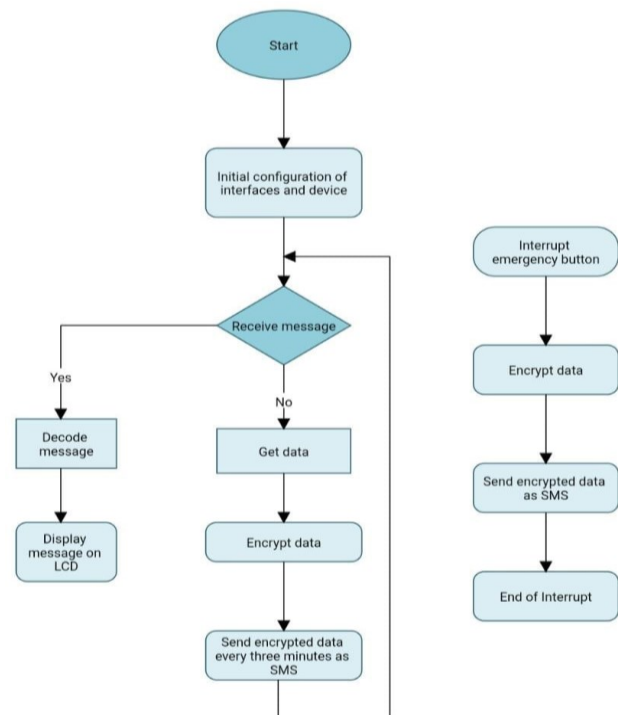 Start
Initial configuration of
interfaces and device
Receive message
Yes
No
Decode
message
Get data
Display
message on
LCD
Encrypt data
Send encrypted data
every three minutes as
SMS
Interrupt
emergency button
Encrypt data
Send encrypted data
as SMS
End of Interrupt